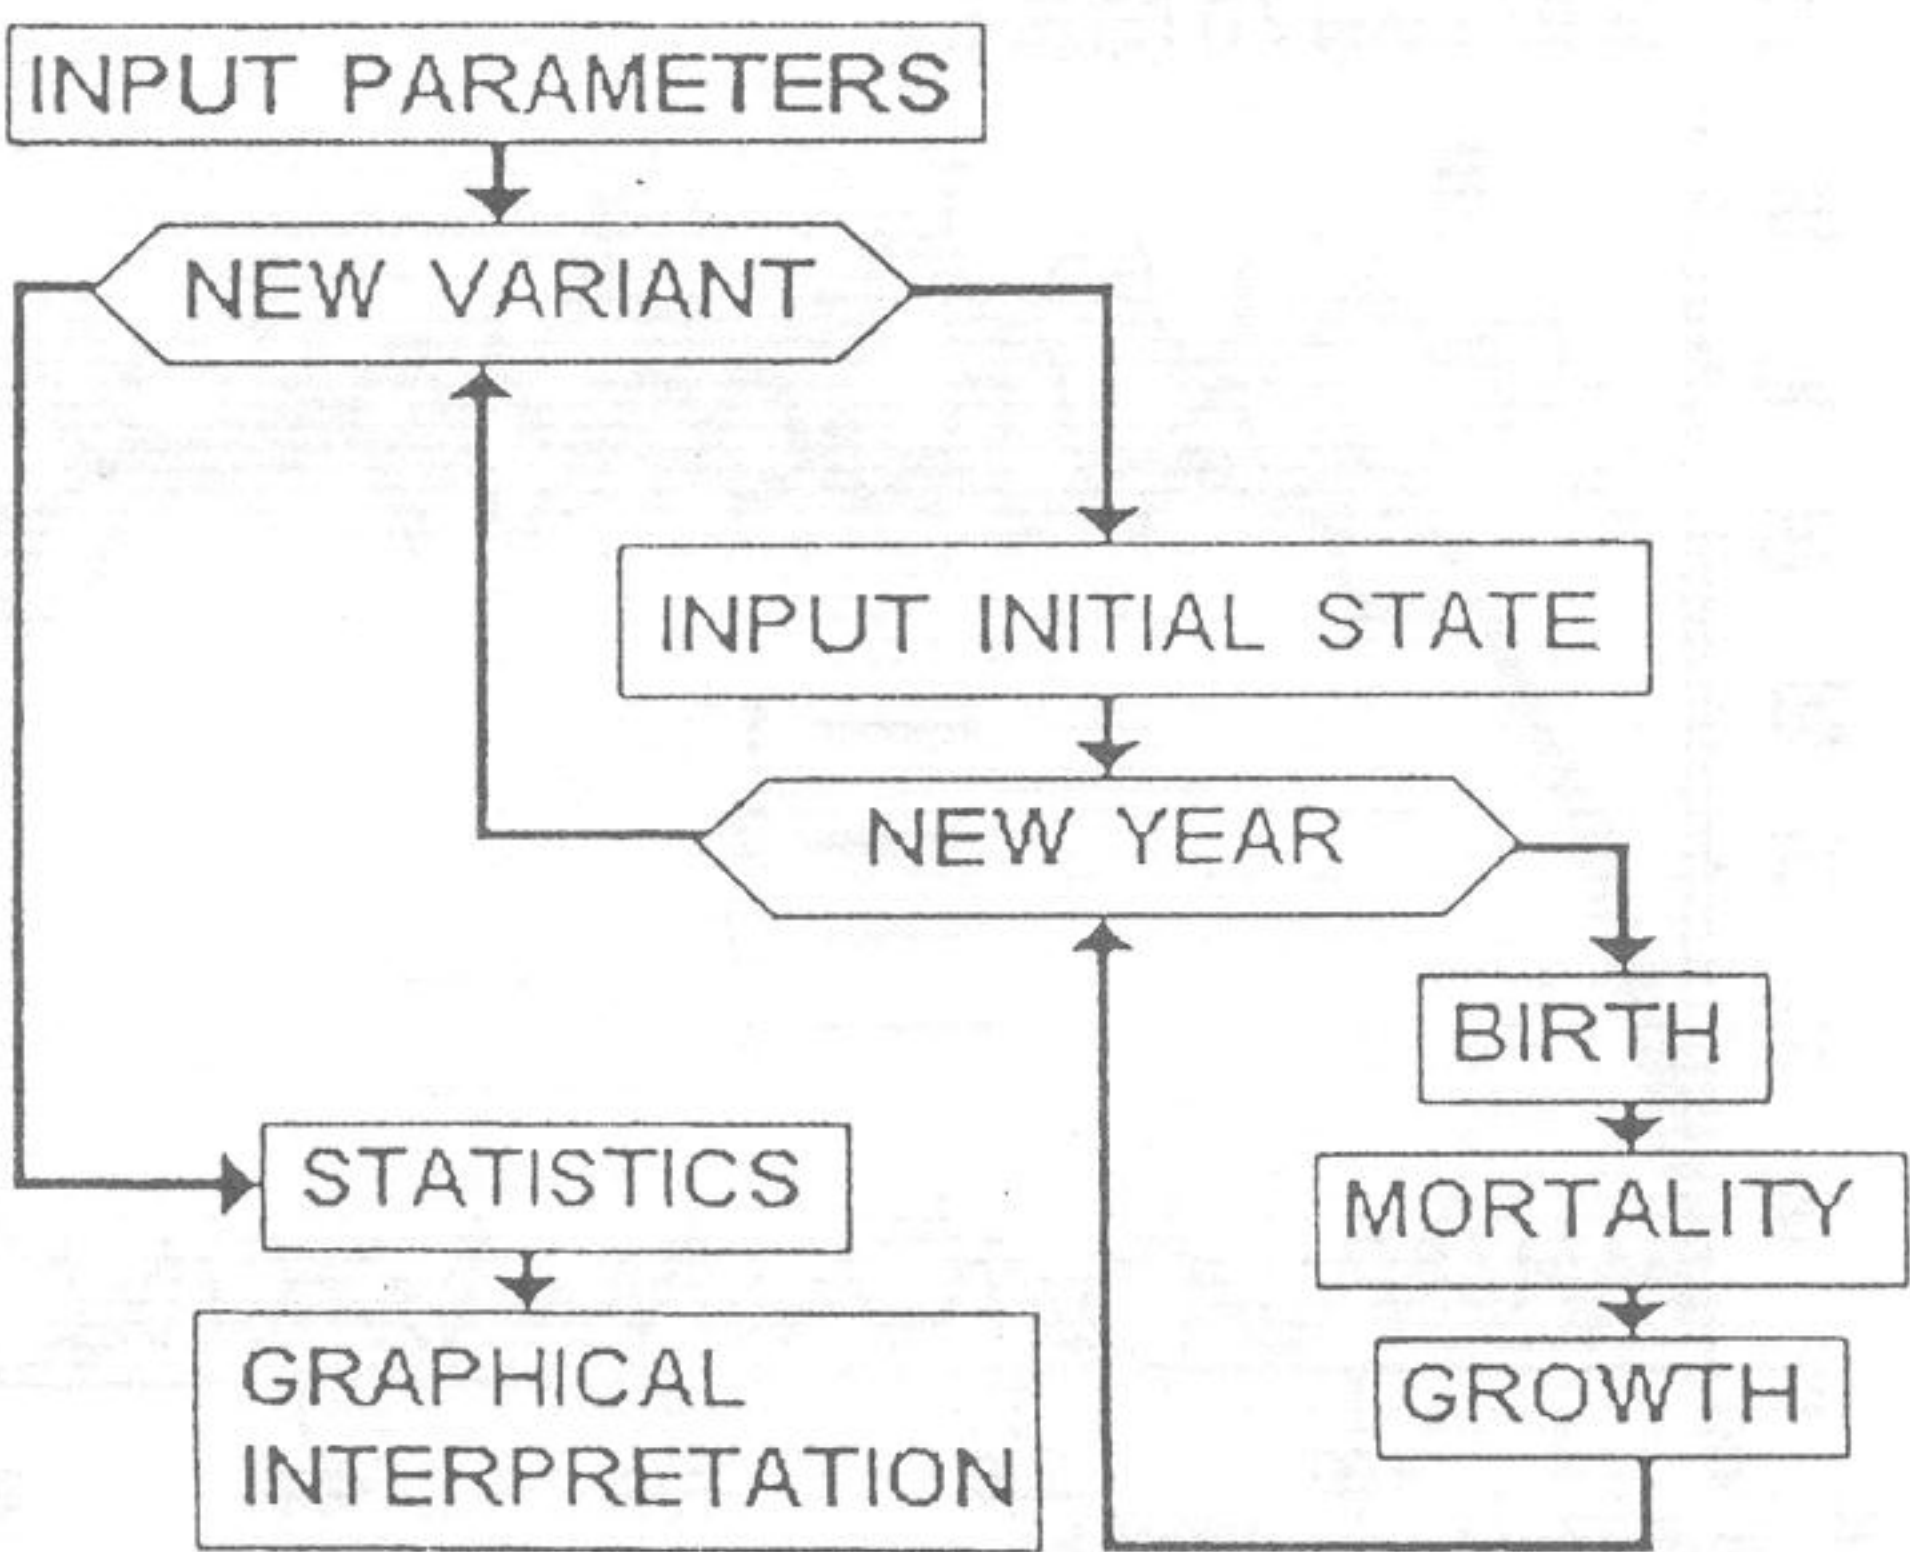 INPUT PARAMETERS
NEW VARIANT
INPUT INITIAL STATE
NEW YEAR
BIRTH
MORTALITY
GROWTH
STATISTICS
GRAPHICAL
INTERPRETATION